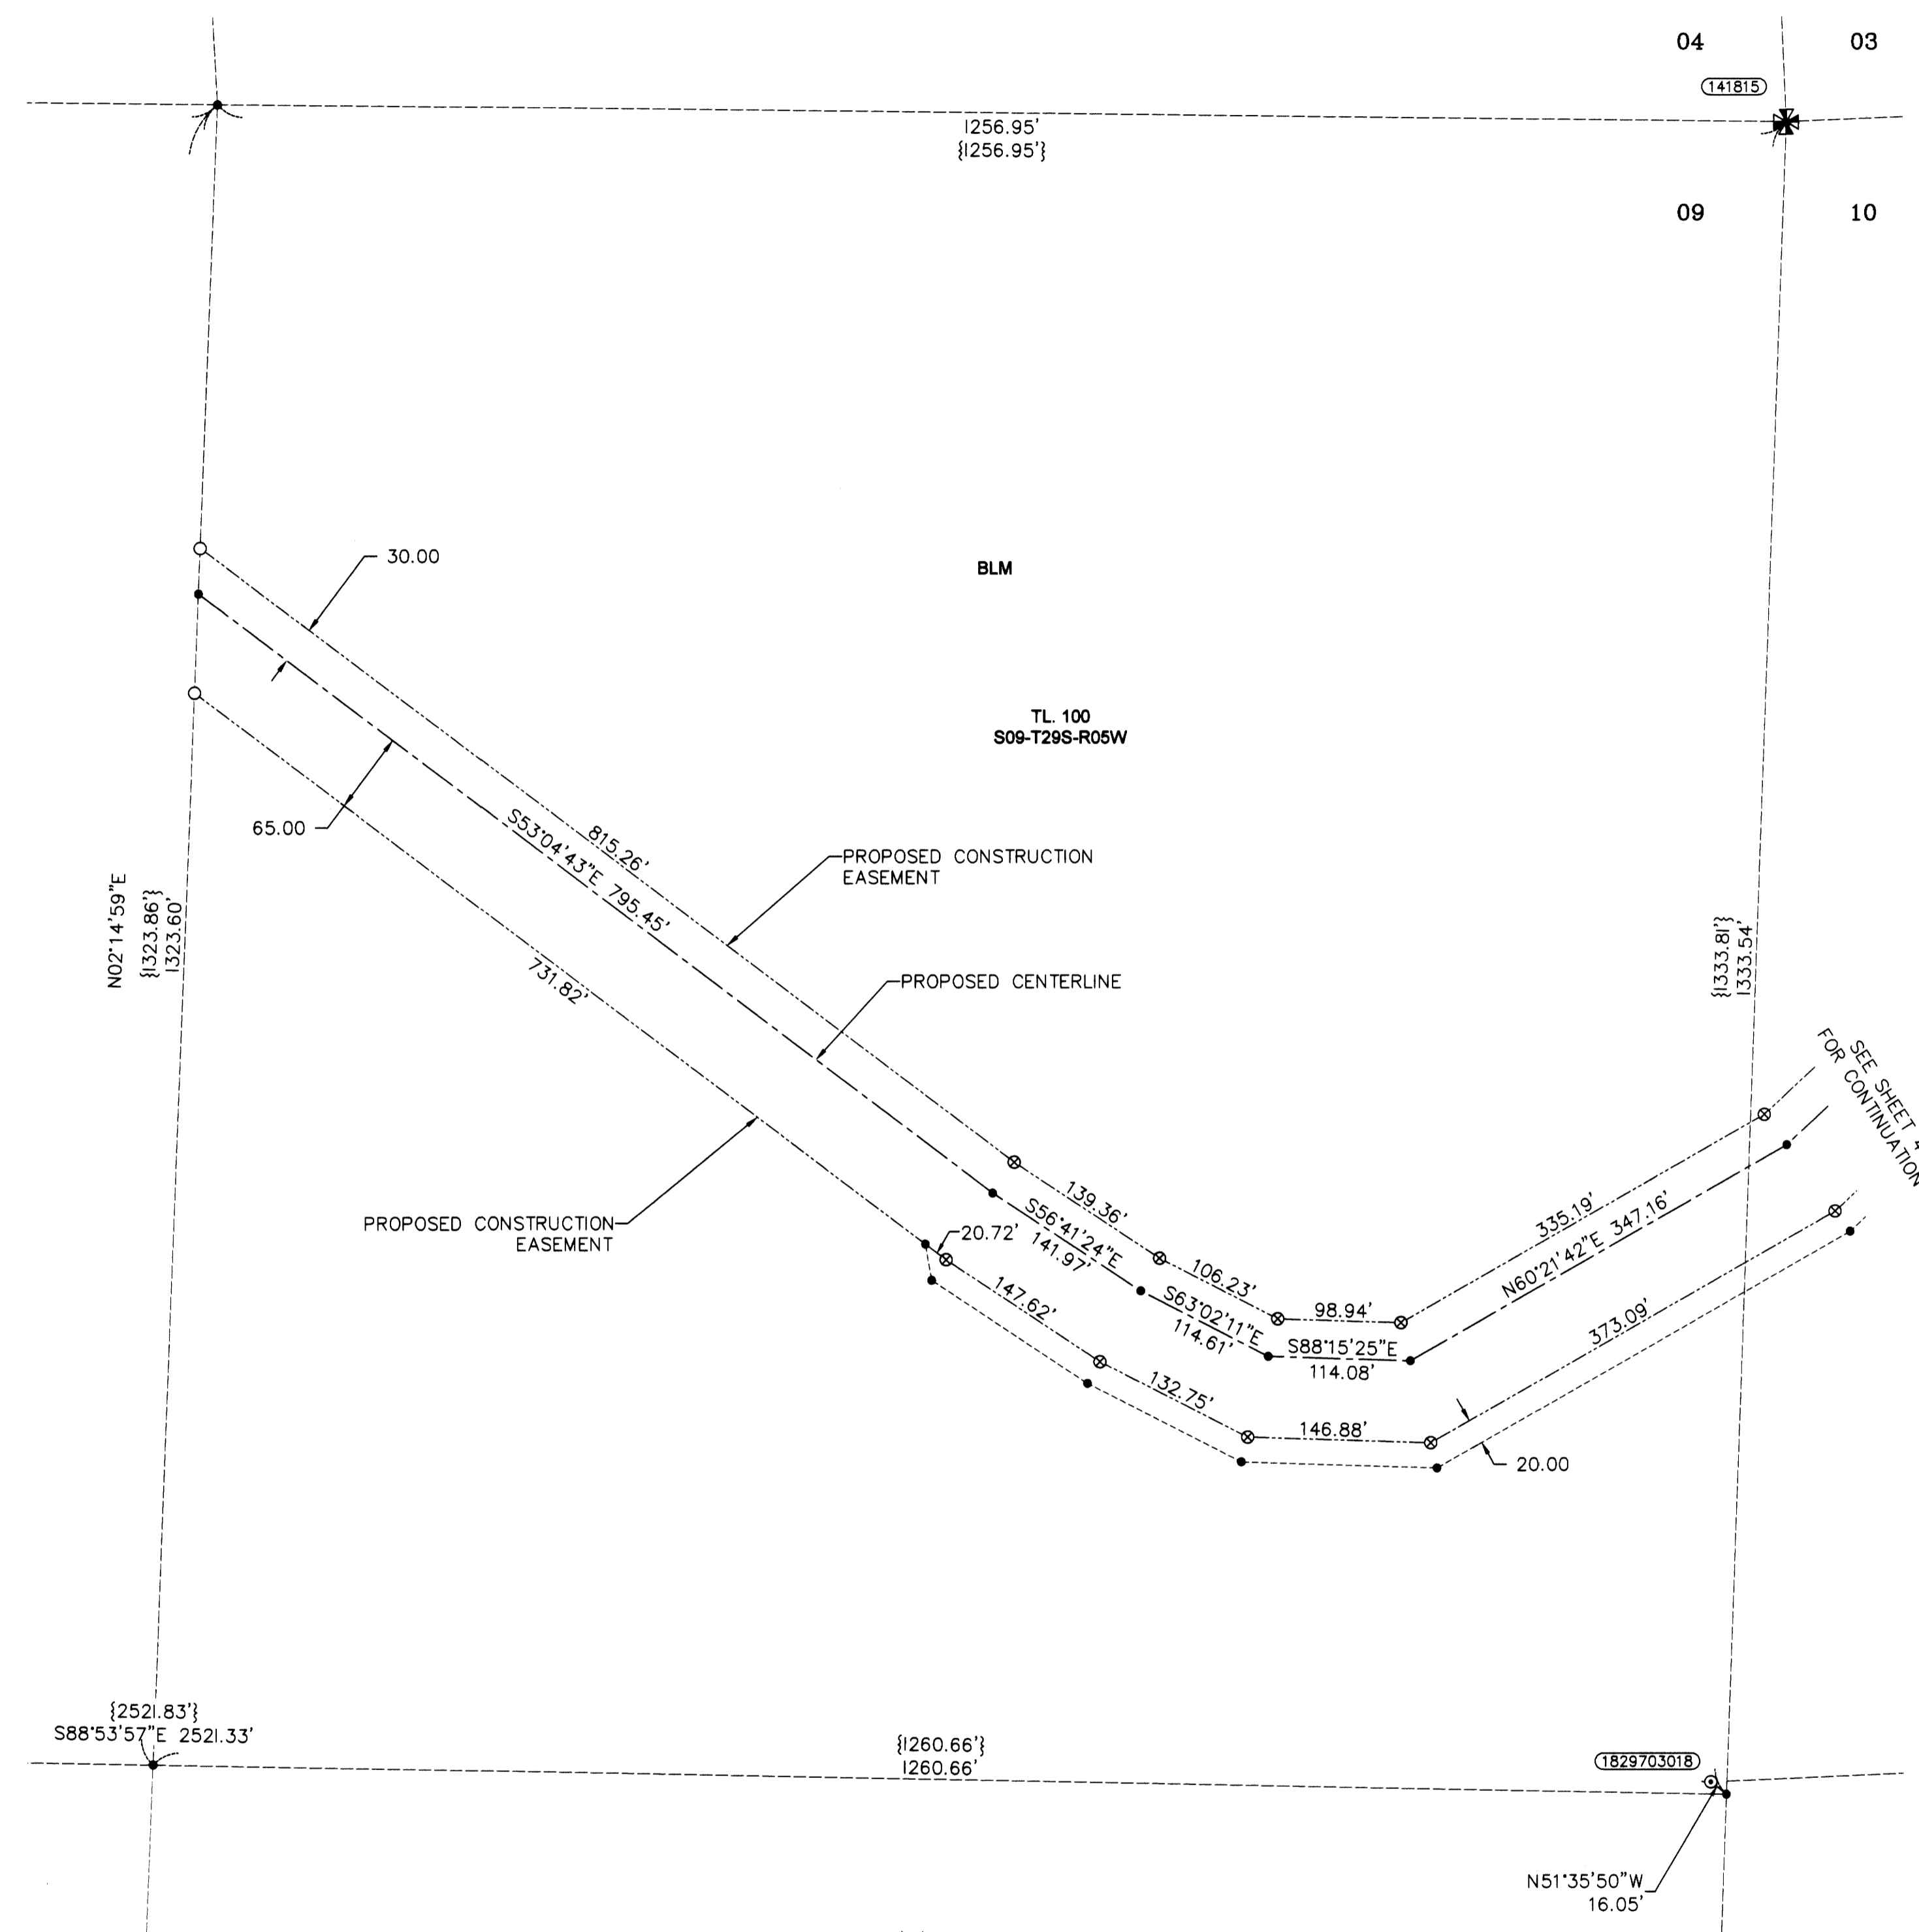 04
03
141815
1256.95'
{1256.95'}
09
10
30.00
BLM
TL. 100
S09-T29S-R05W
65.00
S53°04'43"E 795.45'
815.26'
PROPOSED CONSTRUCTION
EASEMENT
N02°14'59"E
{1323.86'}
1323.60'
731.82'
PROPOSED CENTERLINE
{1333.81'}
1333.54'
SEE SHEET 4
FOR CONTINUATION
139.36'
S56°41'24"E
141.97'
PROPOSED CONSTRUCTION
EASEMENT
20.72'
147.62'
106.23'
S63°02'11"E
114.61'
98.94'
S88°15'25"E
114.08'
335.19'
N60°21'42"E 347.16'
373.09'
132.75'
146.88'
20.00
{2521.83'}
S88°53'57"E 2521.33'
{1260.66'}
1260.66'
1829703018
N51°35'50"W
16.05'